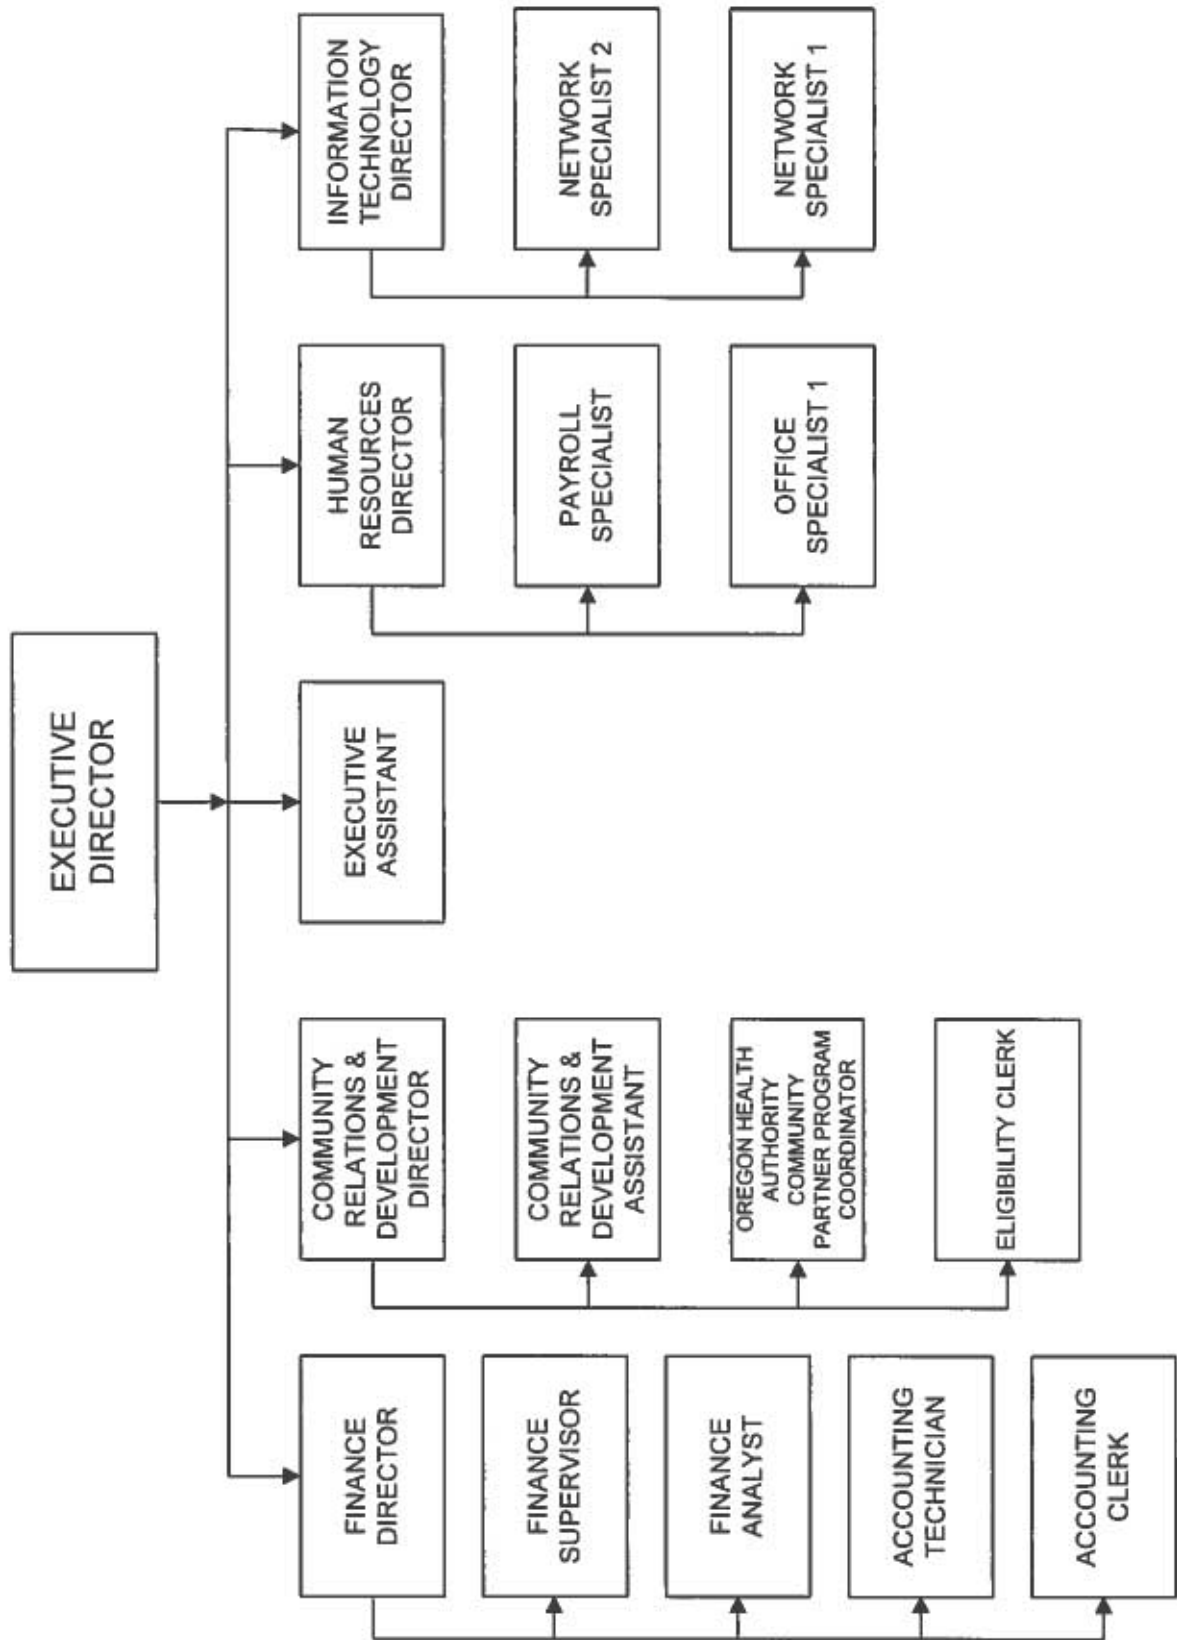 EXECUTIVE
DIRECTOR
FINANCE
DIRECTOR
COMMUNITY
RELATIONS &
DEVELOPMENT
DIRECTOR
EXECUTIVE
ASSISTANT
HUMAN
RESOURCES
DIRECTOR
INFORMATION
TECHNOLOGY
DIRECTOR
FINANCE
SUPERVISOR
FINANCE
ANALYST
ACCOUNTING
TECHNICIAN
ACCOUNTING
CLERK
COMMUNITY
RELATIONS &
DEVELOPMENT
ASSISTANT
OREGON HEALTH
AUTHORITY
COMMUNITY
PARTNER PROGRAM
COORDINATOR
ELIGIBILITY CLERK
PAYROLL
SPECIALIST
OFFICE
SPECIALIST 1
NETWORK
SPECIALIST 2
NETWORK
SPECIALIST 1